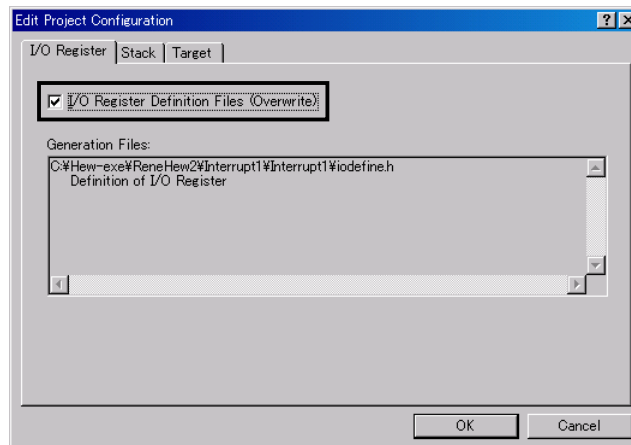 Edit Project Configuration
I/O Register Stack Target
I/O Register Definition Files (Overwrite)
Generation Files:
C:¥Hew-exe¥ReneHew2¥Interrupt1¥Interrupt1¥iodefine.h
Definition of I/O Register
OK Cancel